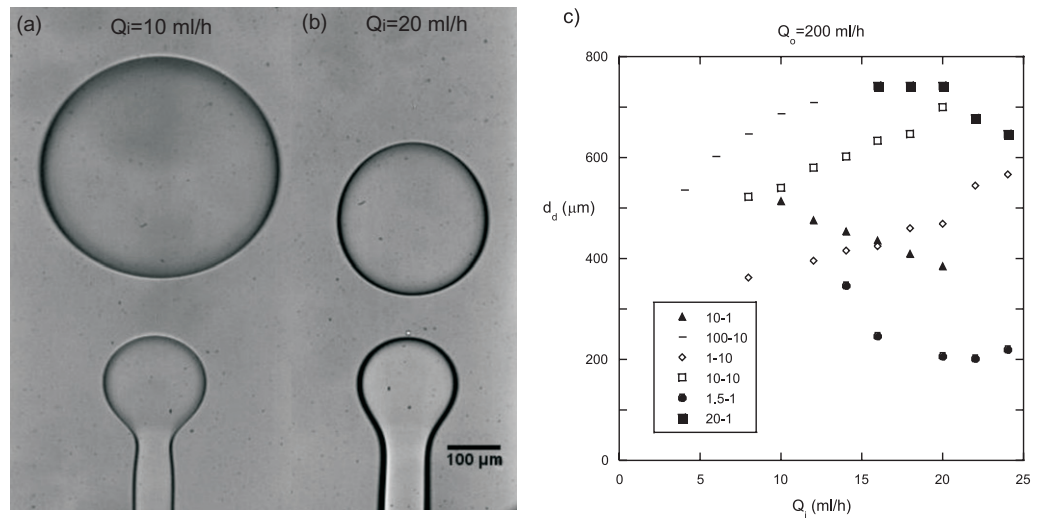 (a) Qi=10 ml/h
(b) Qi=20 ml/h
100 µm
c)
Qo=200 ml/h
800
600
400
200
0
dd (µm)
10-1
100-10
1-10
10-10
1.5-1
20-1
0 5 10 15 20 25
Qi (ml/h)